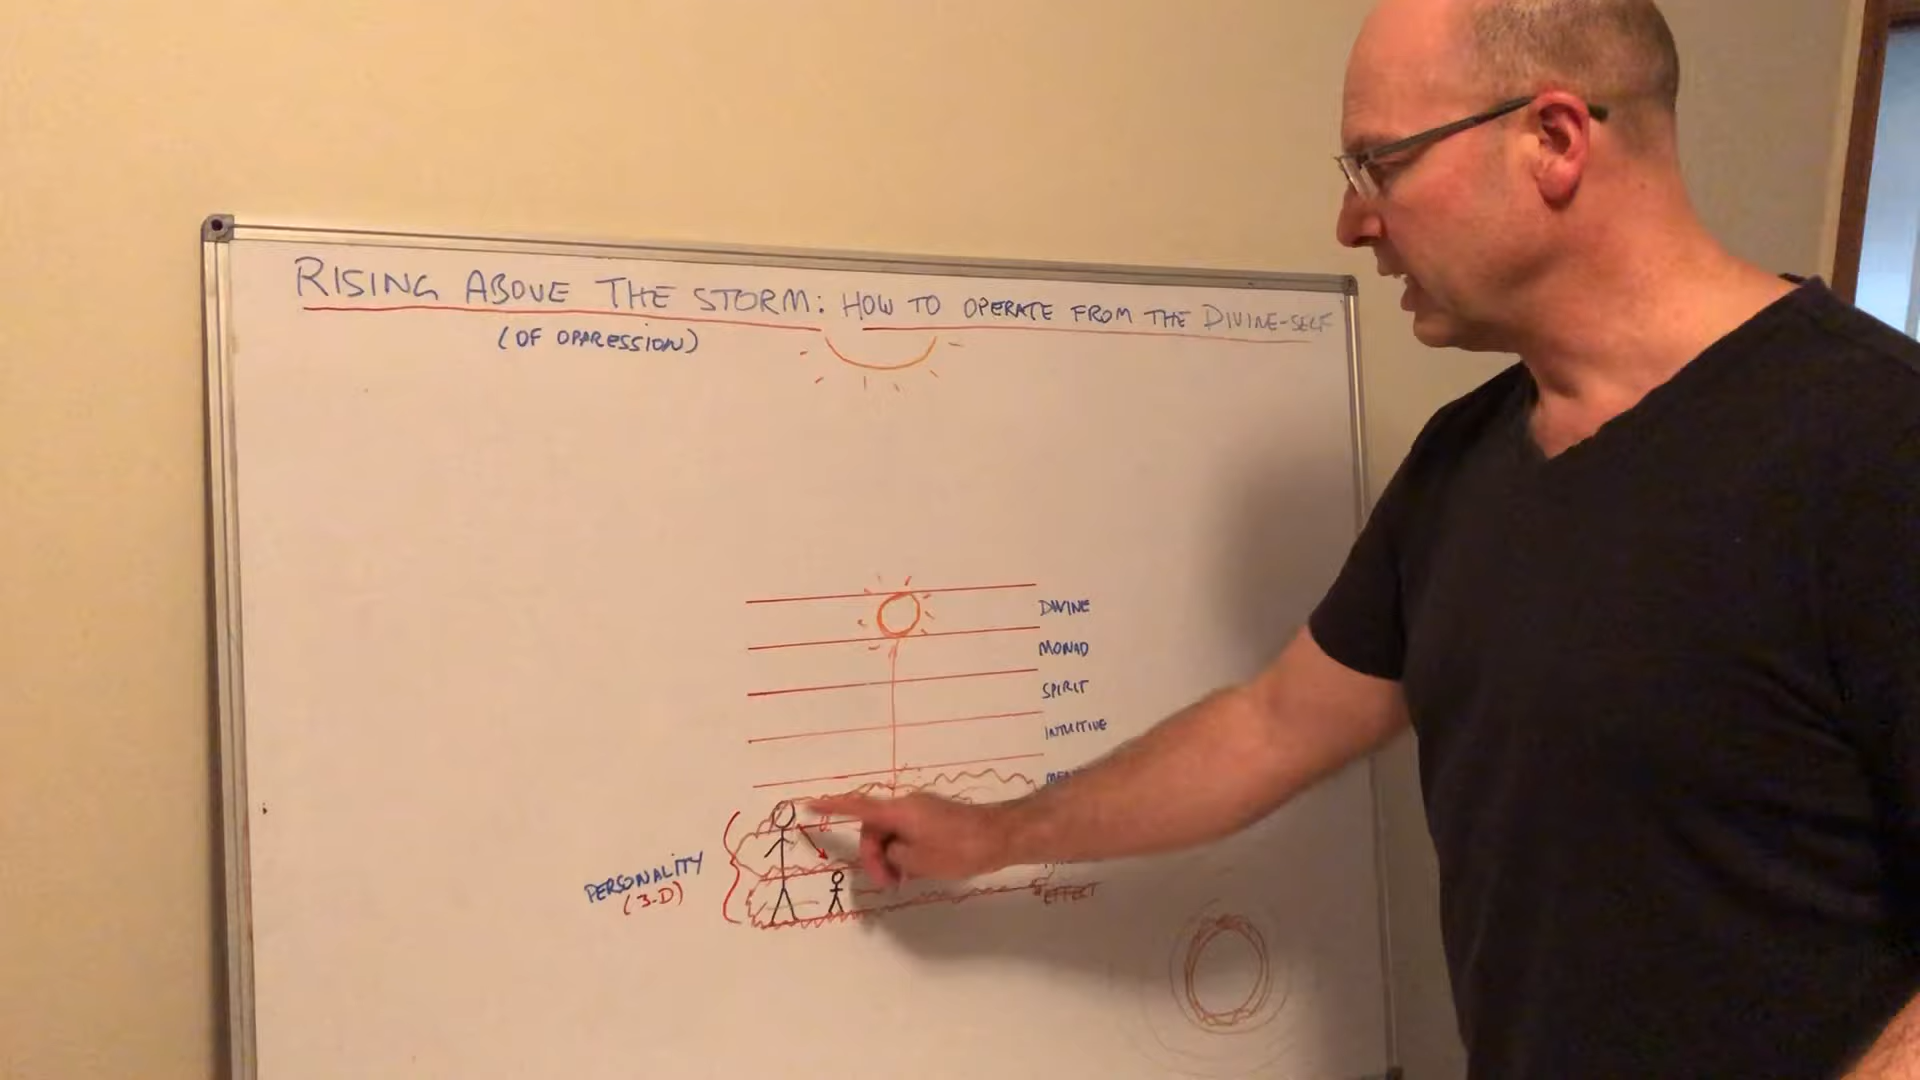 RISING ABOVE THE STORM: HOW TO OPERATE FROM THE DIVINE-SELF
(OF OPPRESSION)
DIVINE
MONAD
SPIRIT
INTUITIVE
PERSONALITY
(3-D)
EFFECT